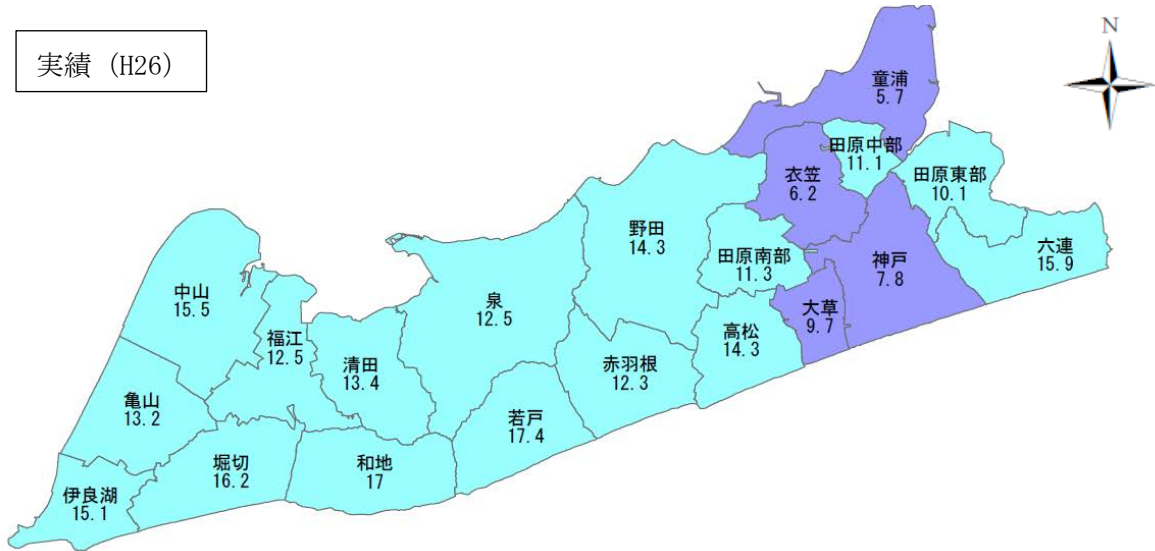 実績 (H26)
N
童浦
5.7
田原中部
11.1
衣笠
6.2
田原東部
10.1
野田
14.3
田原南部
11.3
神戸
7.8
六連
15.9
大草
9.7
中山
15.5
泉
12.5
福江
12.5
清田
13.4
赤羽根
12.3
高松
14.3
亀山
13.2
若戸
17.4
堀切
16.2
和地
17
伊良湖
15.1